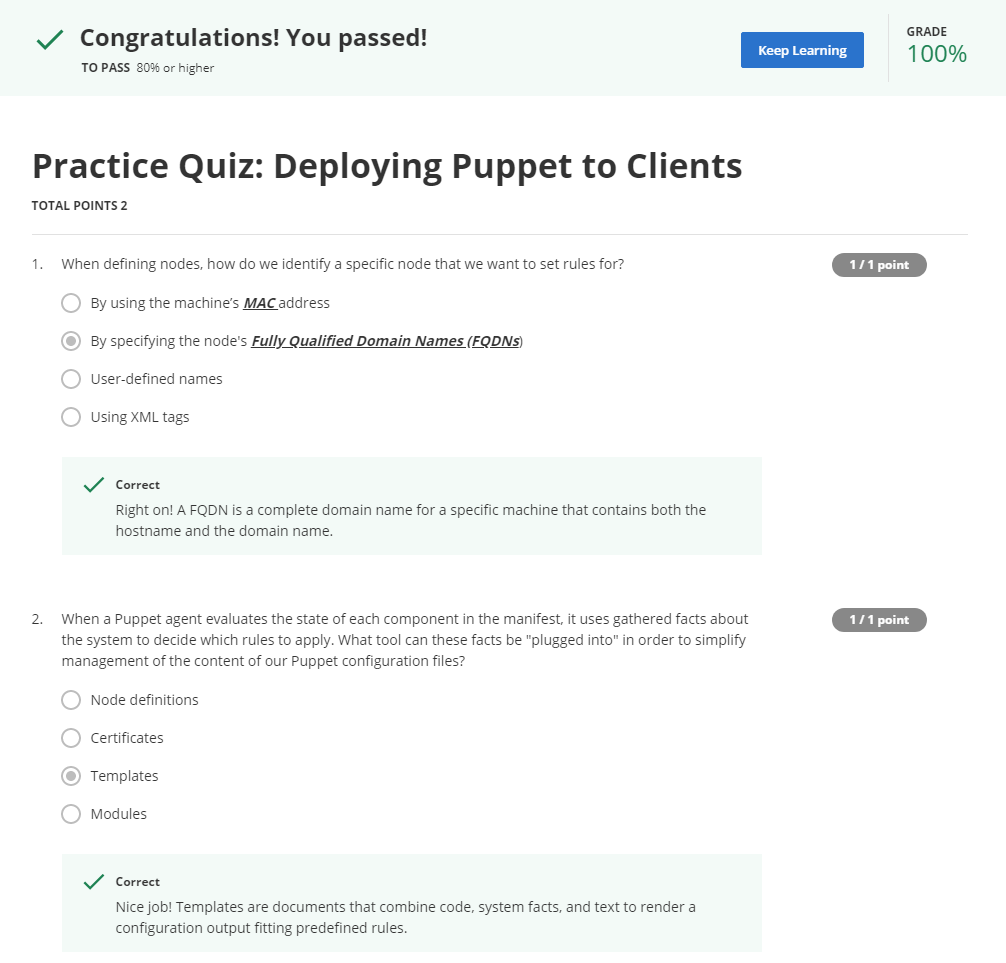 Congratulations! You passed!
TO PASS 80% or higher
Keep Learning
GRADE
100%
Practice Quiz: Deploying Puppet to Clients
TOTAL POINTS 2
1. When defining nodes, how do we identify a specific node that we want to set rules for?
1 / 1 point
By using the machine’s MAC address
By specifying the node's Fully Qualified Domain Names (FQDNs)
User-defined names
Using XML tags
Correct
Right on! A FQDN is a complete domain name for a specific machine that contains both the
hostname and the domain name.
2. When a Puppet agent evaluates the state of each component in the manifest, it uses gathered facts about
1 / 1 point
the system to decide which rules to apply. What tool can these facts be "plugged into" in order to simplify
management of the content of our Puppet configuration files?
Node definitions
Certificates
Templates
Modules
Correct
Nice job! Templates are documents that combine code, system facts, and text to render a
configuration output fitting predefined rules.